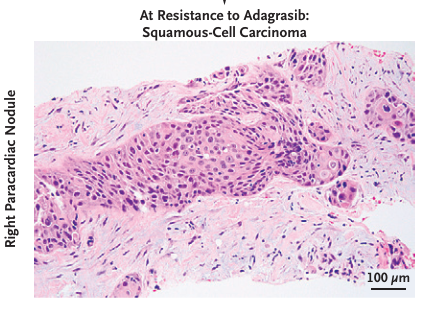 At Resistance to Adagrasib:
Squamous-Cell Carcinoma
Right Paracardiac Nodule
100 µm